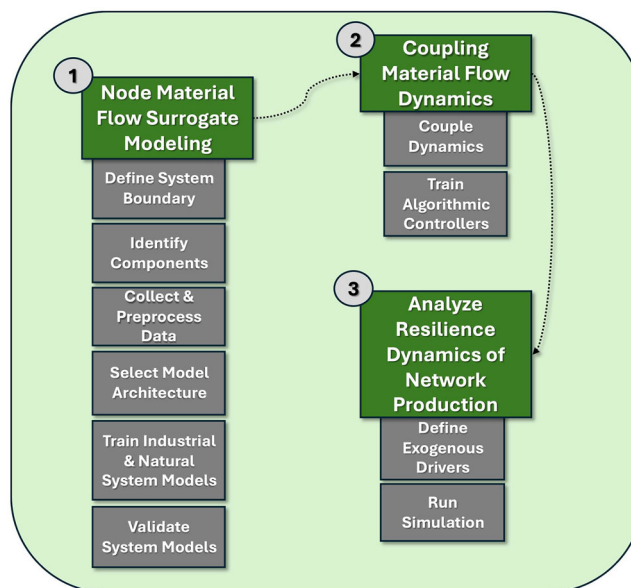 1
Node Material
Flow Surrogate
Modeling
Define System
Boundary
Identify
Components
Collect &
Preprocess
Data
Select Model
Architecture
Train Industrial
& Natural
System Models
Validate
System Models
2
Coupling
Material Flow
Dynamics
Couple
Dynamics
Train
Algorithmic
Controllers
3
Analyze
Resilience
Dynamics of
Network
Production
Define
Exogenous
Drivers
Run
Simulation